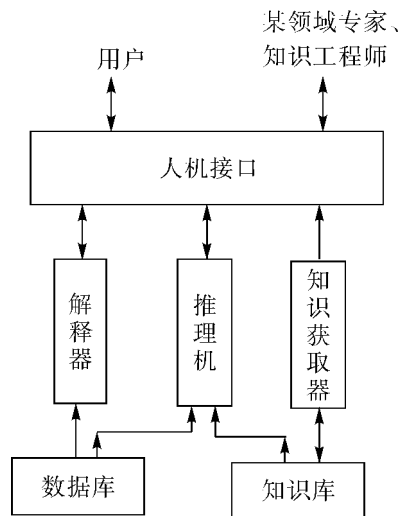 用户
某领域专家、
知识工程师
人机接口
解释器
推理机
知识获取器
数据库
知识库